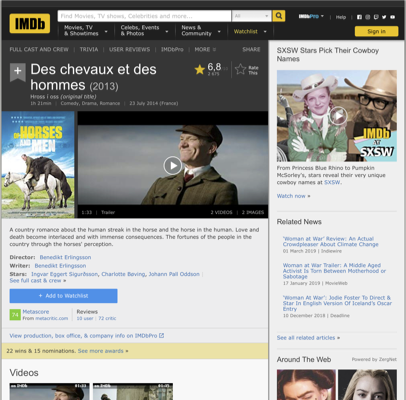 IMDb
Find Movies, TV shows, Celebrities and more...
All
IMDbPro
Help
Movies, TV
& Showtimes
Celebs, Events
& Photos
News &
Community
Watchlist
Sign in
FULL CAST AND CREW | TRIVIA | USER REVIEWS | IMDbPro | MORE
SHARE
Des chevaux et des
hommes (2013)
Hross í oss (original title)
1h 21min | Comedy, Drama, Romance | 23 July 2014 (France)
6,8
2 675
Rate
This
OF HORSES
AND MEN
1:32 | Trailer
2 VIDEOS | 2 IMAGES
A country romance about the human streak in the horse and the horse in the human. Love and
death become interlaced and with immense consequences. The fortunes of the people in the
country through the horses' perception.
Director: Benedikt Erlingsson
Writer: Benedikt Erlingsson
Stars: Ingvar Eggert Sigurðsson, Charlotte Bøving, Johann Pall Oddson |
See full cast & crew »
+ Add to Watchlist
Metascore
From metacritic.com
Reviews
10 user · 72 critic
View production, box office, & company info on IMDbPro
22 wins & 15 nominations. See more awards »
Videos
SXSW Stars Pick Their Cowboy
Names
IMDb
AT
SXSW
From Princess Blue Rhino to Pumpkin
McSorley's, stars reveal their very
unique cowboy names at SXSW.
Watch now »
Related News
'Woman at War' Review: An Actual
Crowdpleaser About Climate Change
01 March 2019 | Indiewire
'Woman at War Trailer: A Middle Aged
Activist Is Torn Between Motherhood or
Sabotage
17 January 2019 | MovieWeb
'Woman at War': Jodie Foster To Direct &
Star In English Version Of Iceland's
Oscar Entry
10 December 2018 | Deadline
See all related articles »
Around The Web
Powered by ZergNet